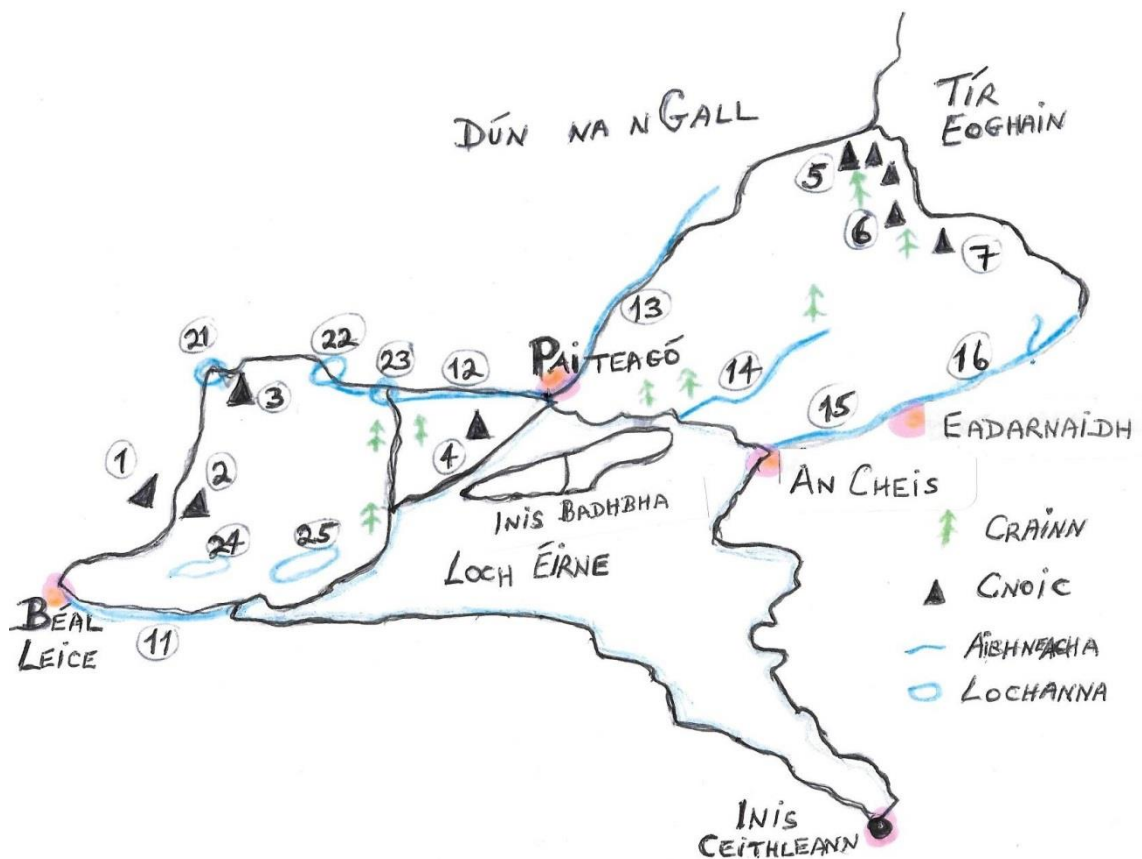 DÚN NA NGALL
TÍR
EOGHAIN
5
6
7
21
22
23
12
13
PAITEAGÓ
3
14
16
15
1
2
4
EADARNAIDH
AN CHEIS
INIS BADHBHA
24
25
LOCH ÉIRNE
CRAINN
CNOIC
BÉAL
LEICE
11
AIBHNEACHA
LOCHANNA
INIS
CEITHLEANN